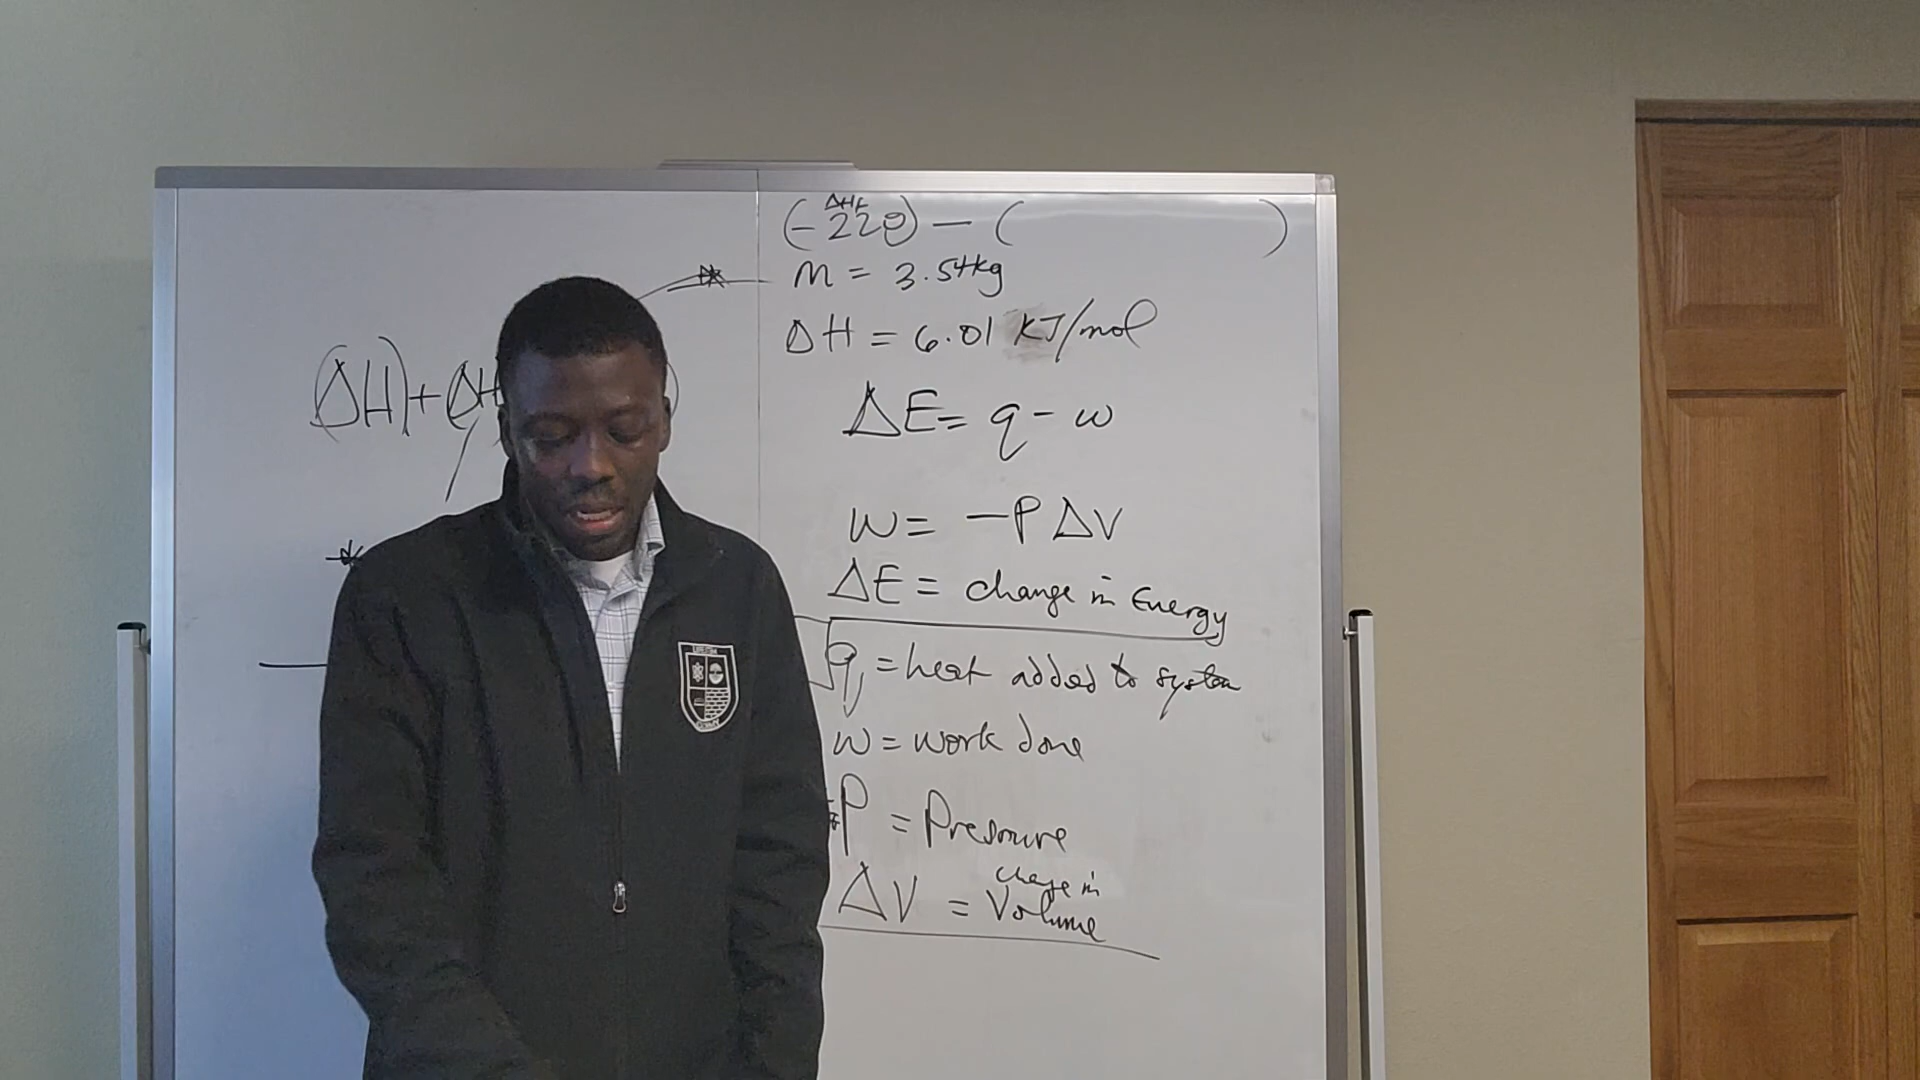 (ΔH)+(ΔH
ΔHf
(-220) - ( )
m = 3.54kg
ΔH = 6.01 KJ/mol
ΔE = q - w
w = -PΔV
ΔE = change in Energy
q = heat added to system
w = work done
P = Pressure
change in
ΔV = Volume